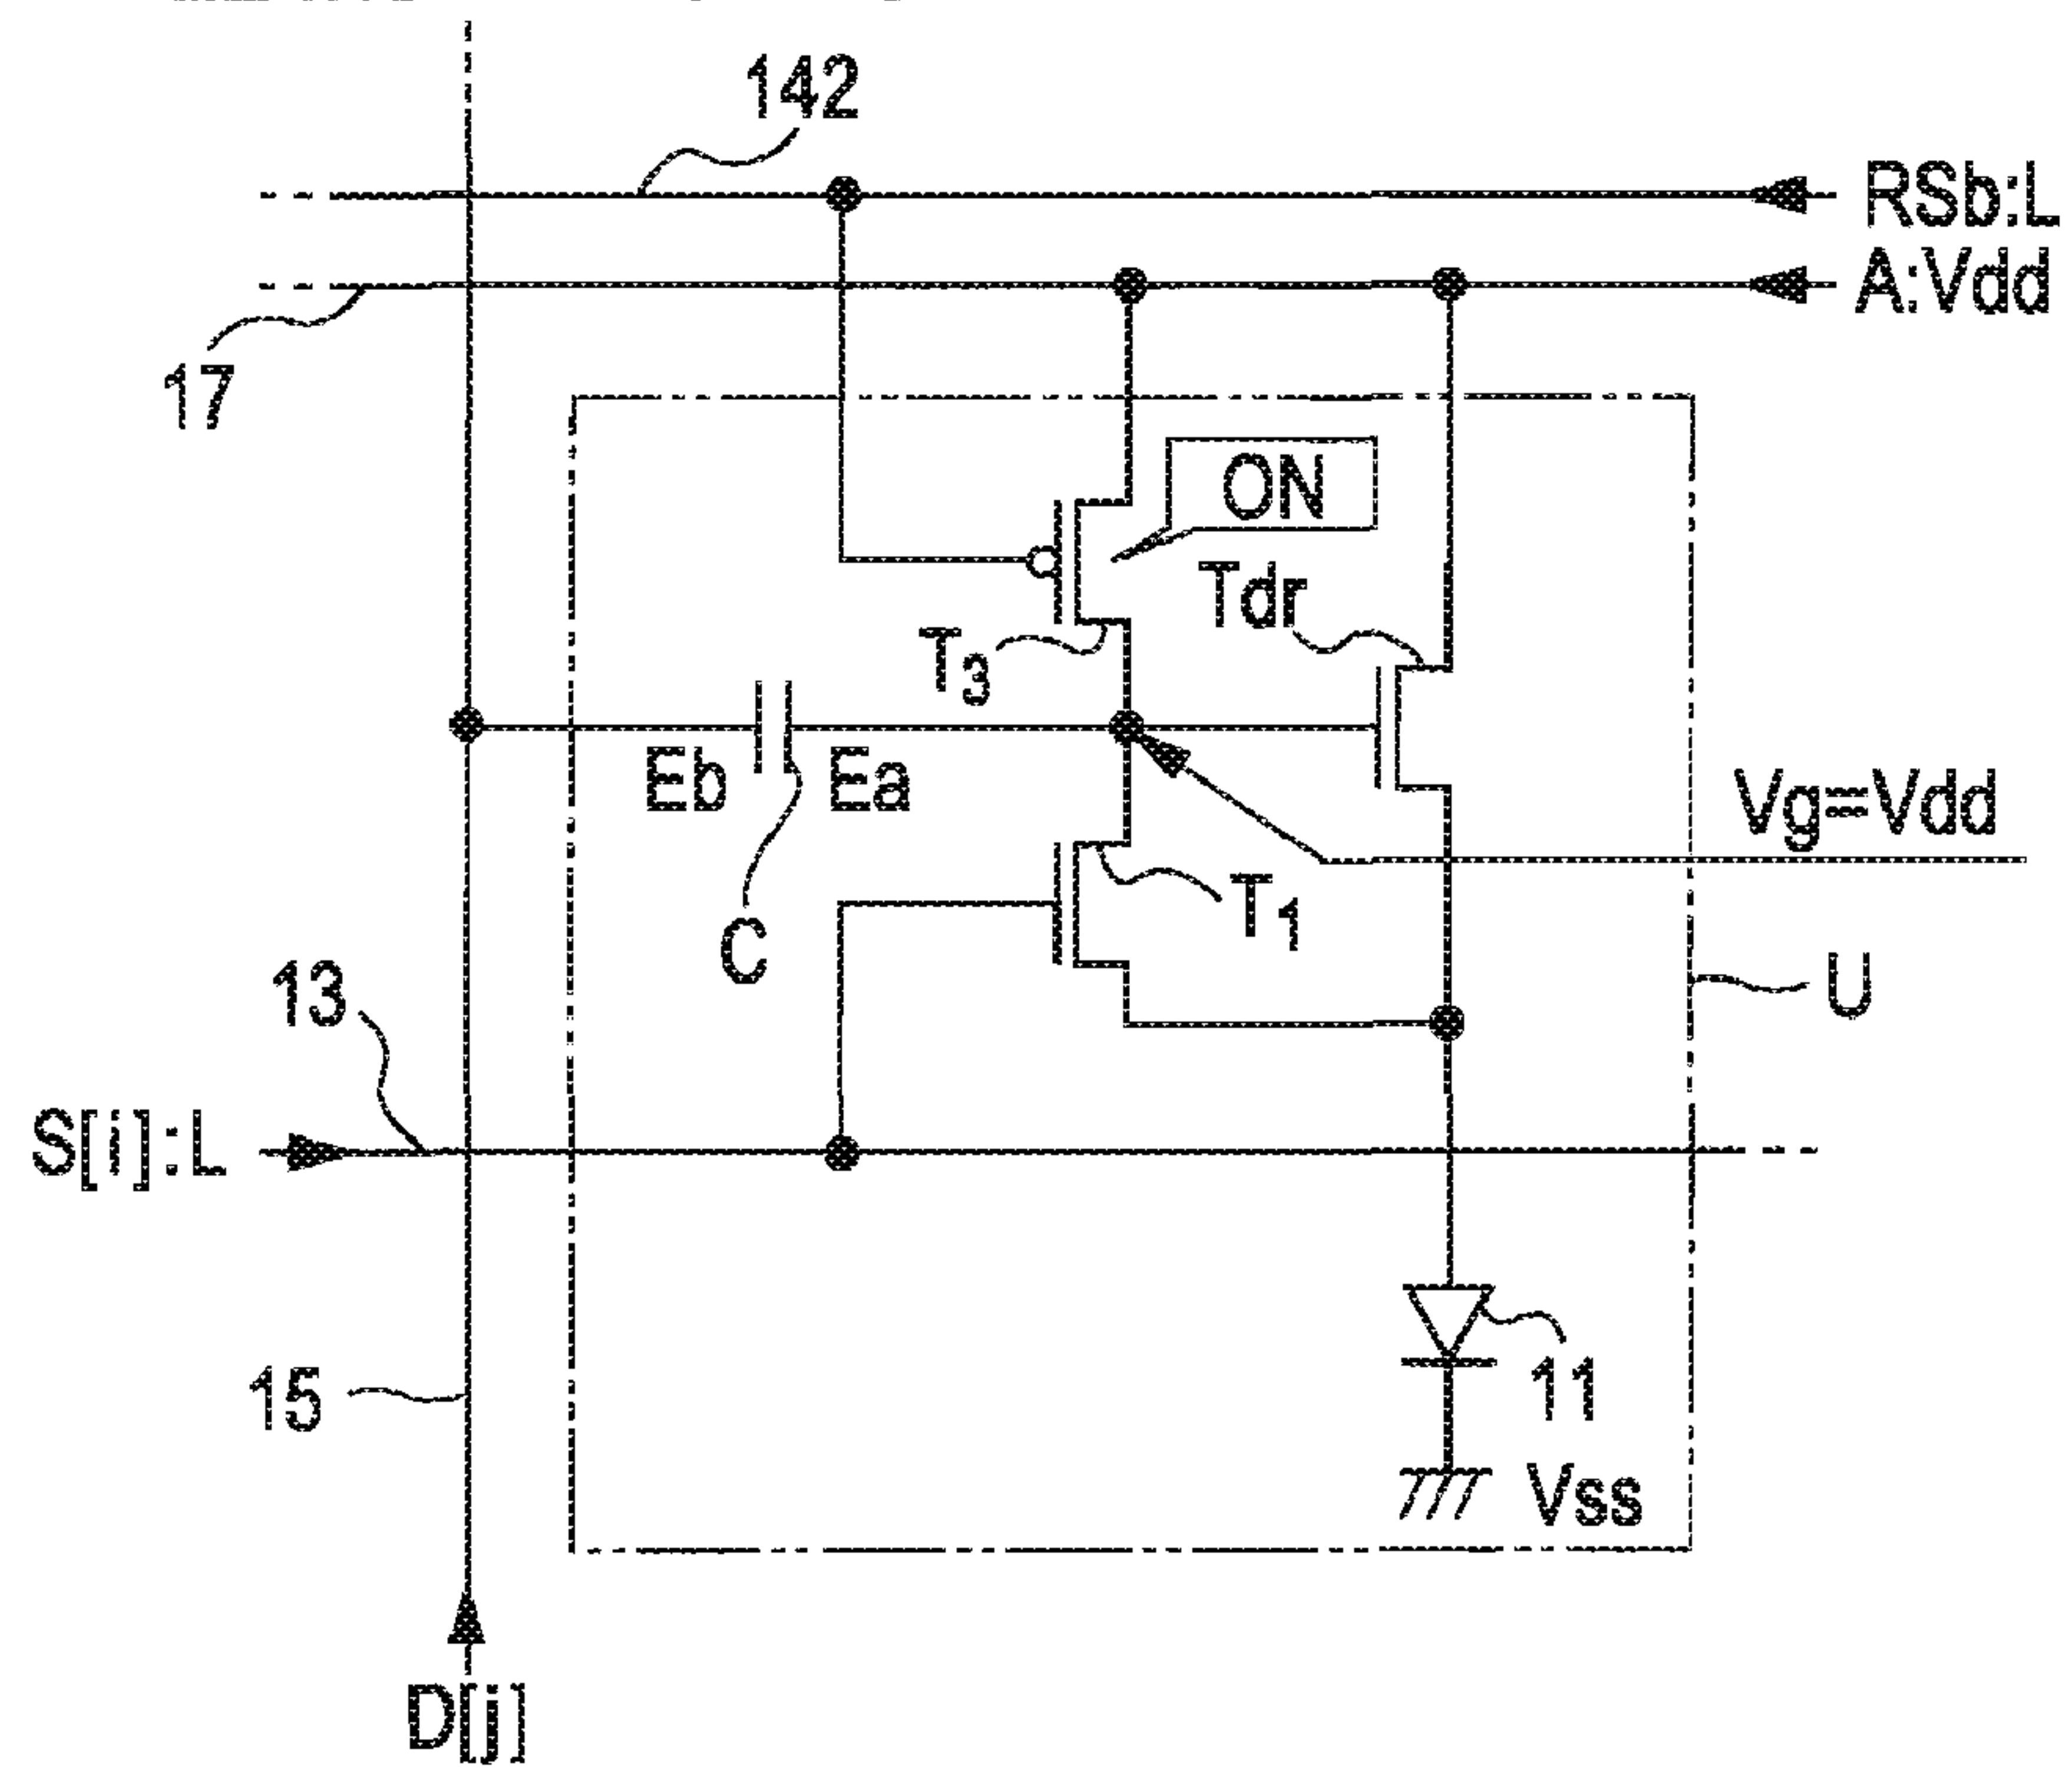 142
RSb:L
A:Vdd
17
ON
Tdr
T3
Eb
Ea
Vg=Vdd
T1
C
13
U
S[i]:L
11
15
Vss
D[j]